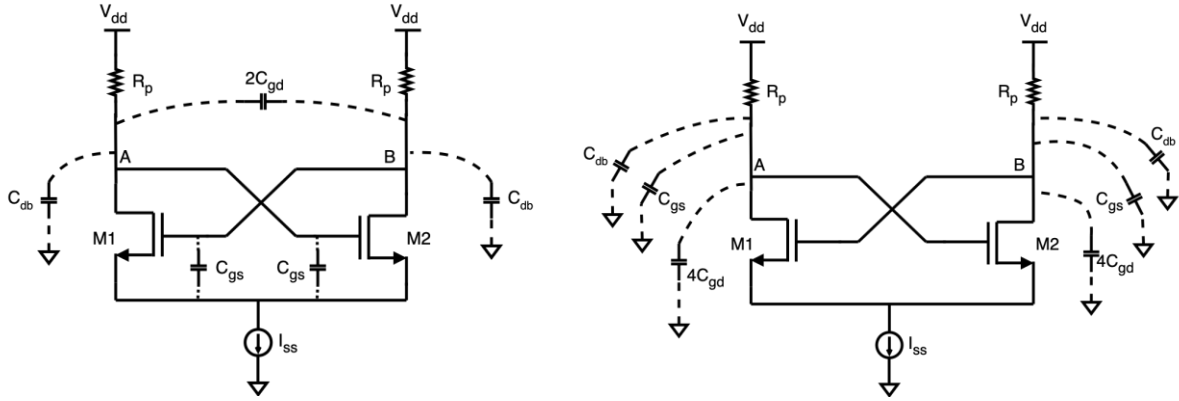 Vdd Vdd
Rp Rp
2Cgd
A B
Cdb Cdb
M1 M2
Cgs Cgs
Iss
Vdd Vdd
Rp Rp
Cdb Cdb
A B
Cgs Cgs
M1 M2
4Cgd 4Cgd
Iss